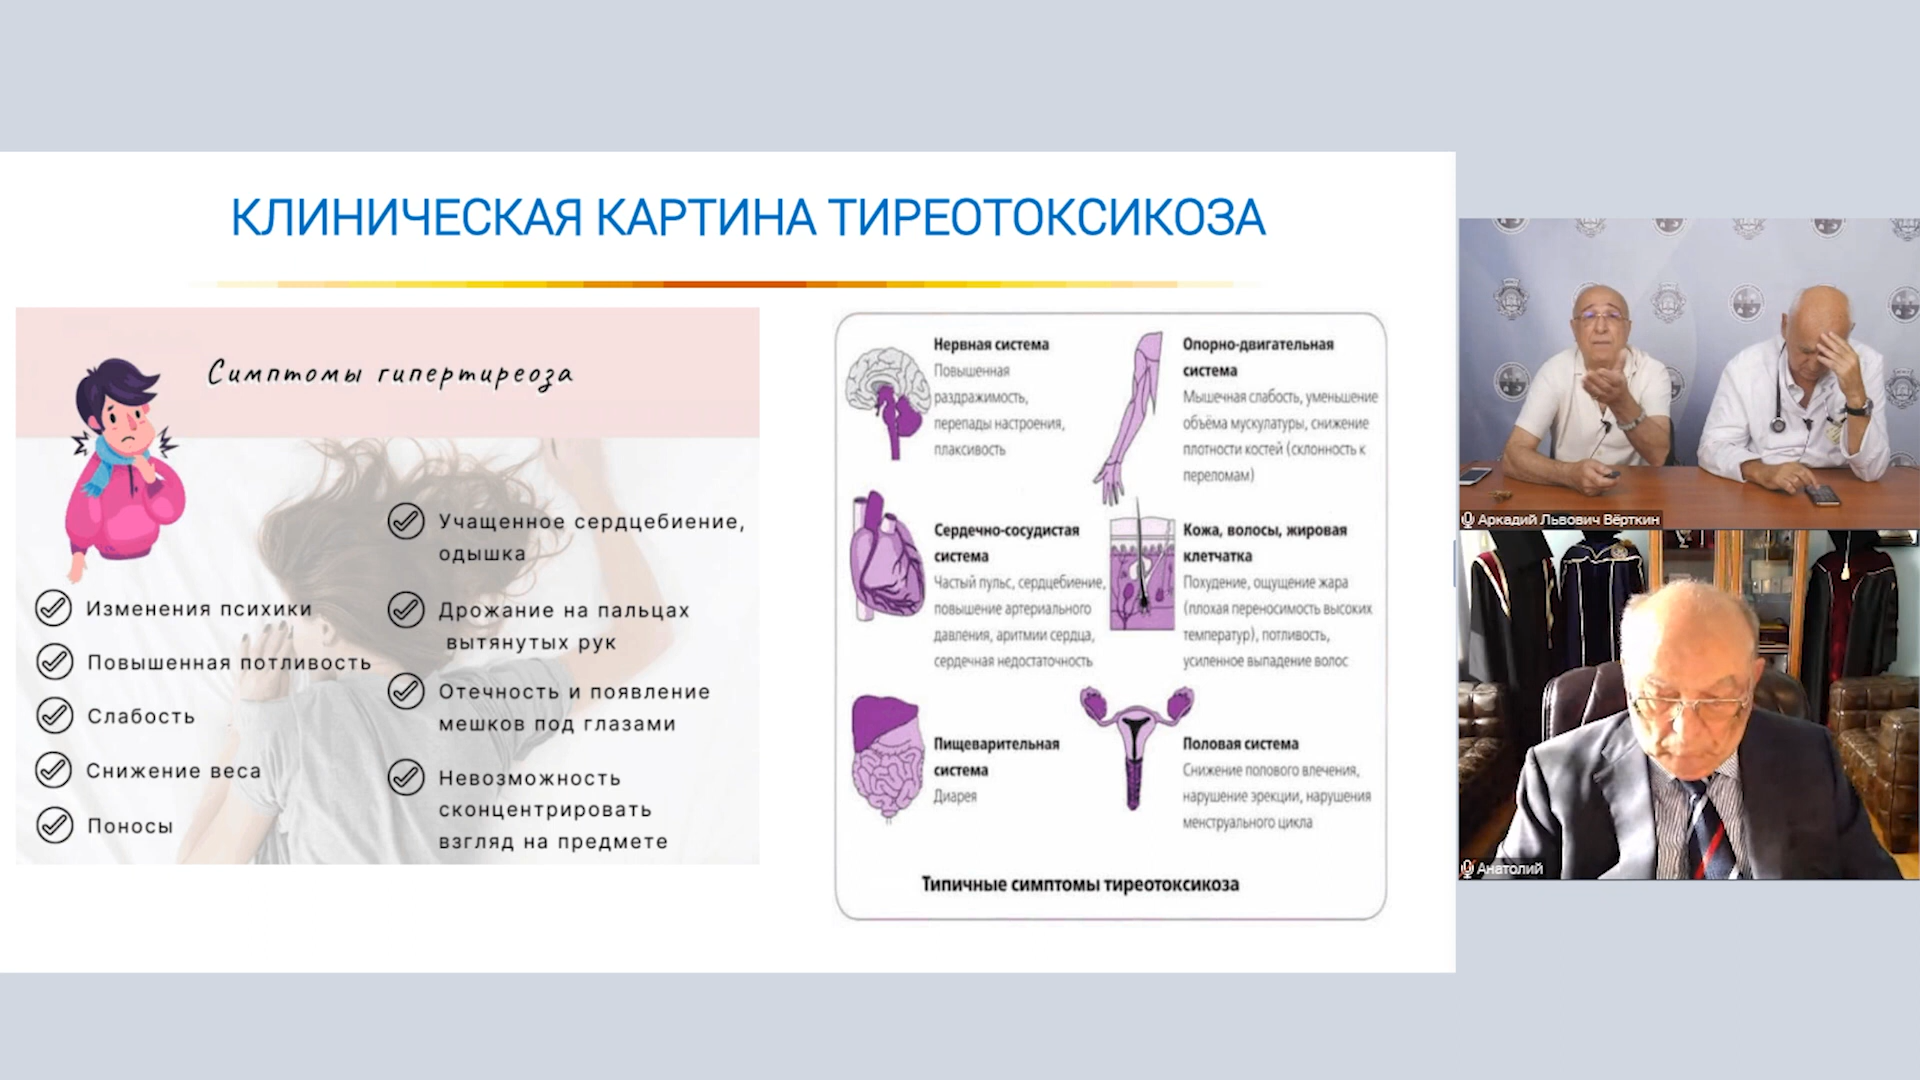 КЛИНИЧЕСКАЯ КАРТИНА ТИРЕОТОКСИКОЗА
Симптомы гипертиреоза
Изменения психики
Повышенная потливость
Слабость
Снижение веса
Поносы
Учащенное сердцебиение,
одышка
Дрожание на пальцах
вытянутых рук
Отечность и появление
мешков под глазами
Невозможность
сконцентрировать
взгляд на предмете
Нервная система
Повышенная
раздражимость,
перепады настроения,
плаксивость
Опорно-двигательная
система
Мышечная слабость, уменьшение
объёма мускулатуры, снижение
плотности костей (склонность к
переломам)
Сердечно-сосудистая
система
Частый пульс, сердцебиение,
повышение артериального
давления, аритмии сердца,
сердечная недостаточность
Кожа, волосы, жировая
клетчатка
Похудение, ощущение жара
(плохая переносимость высоких
температур), потливость,
усиленное выпадение волос
Пищеварительная
система
Диарея
Половая система
Снижение полового влечения,
нарушение эрекции, нарушения
менструального цикла
Типичные симптомы тиреотоксикоза
Аркадий Львович Вёрткин
Анатолий